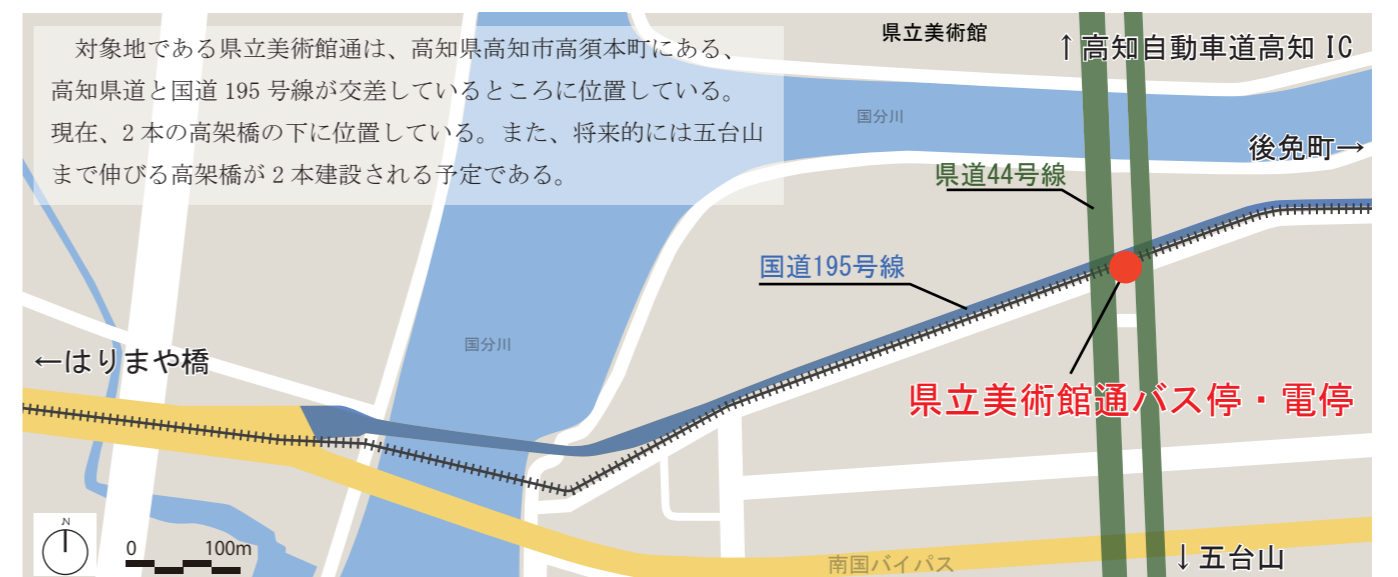 対象地である県立美術館通は、高知県高知市高須本町にある、
高知県道と国道 195 号線が交差しているところに位置している。
現在、2 本の高架橋の下に位置している。また、将来的には五台山
まで伸びる高架橋が 2 本建設される予定である。
県立美術館
↑高知自動車道高知 IC
国分川
後免町→
県道44号線
国道195号線
国分川
←はりまや橋
県立美術館通バス停・電停
N
0 100m
南国バイパス
↓五台山